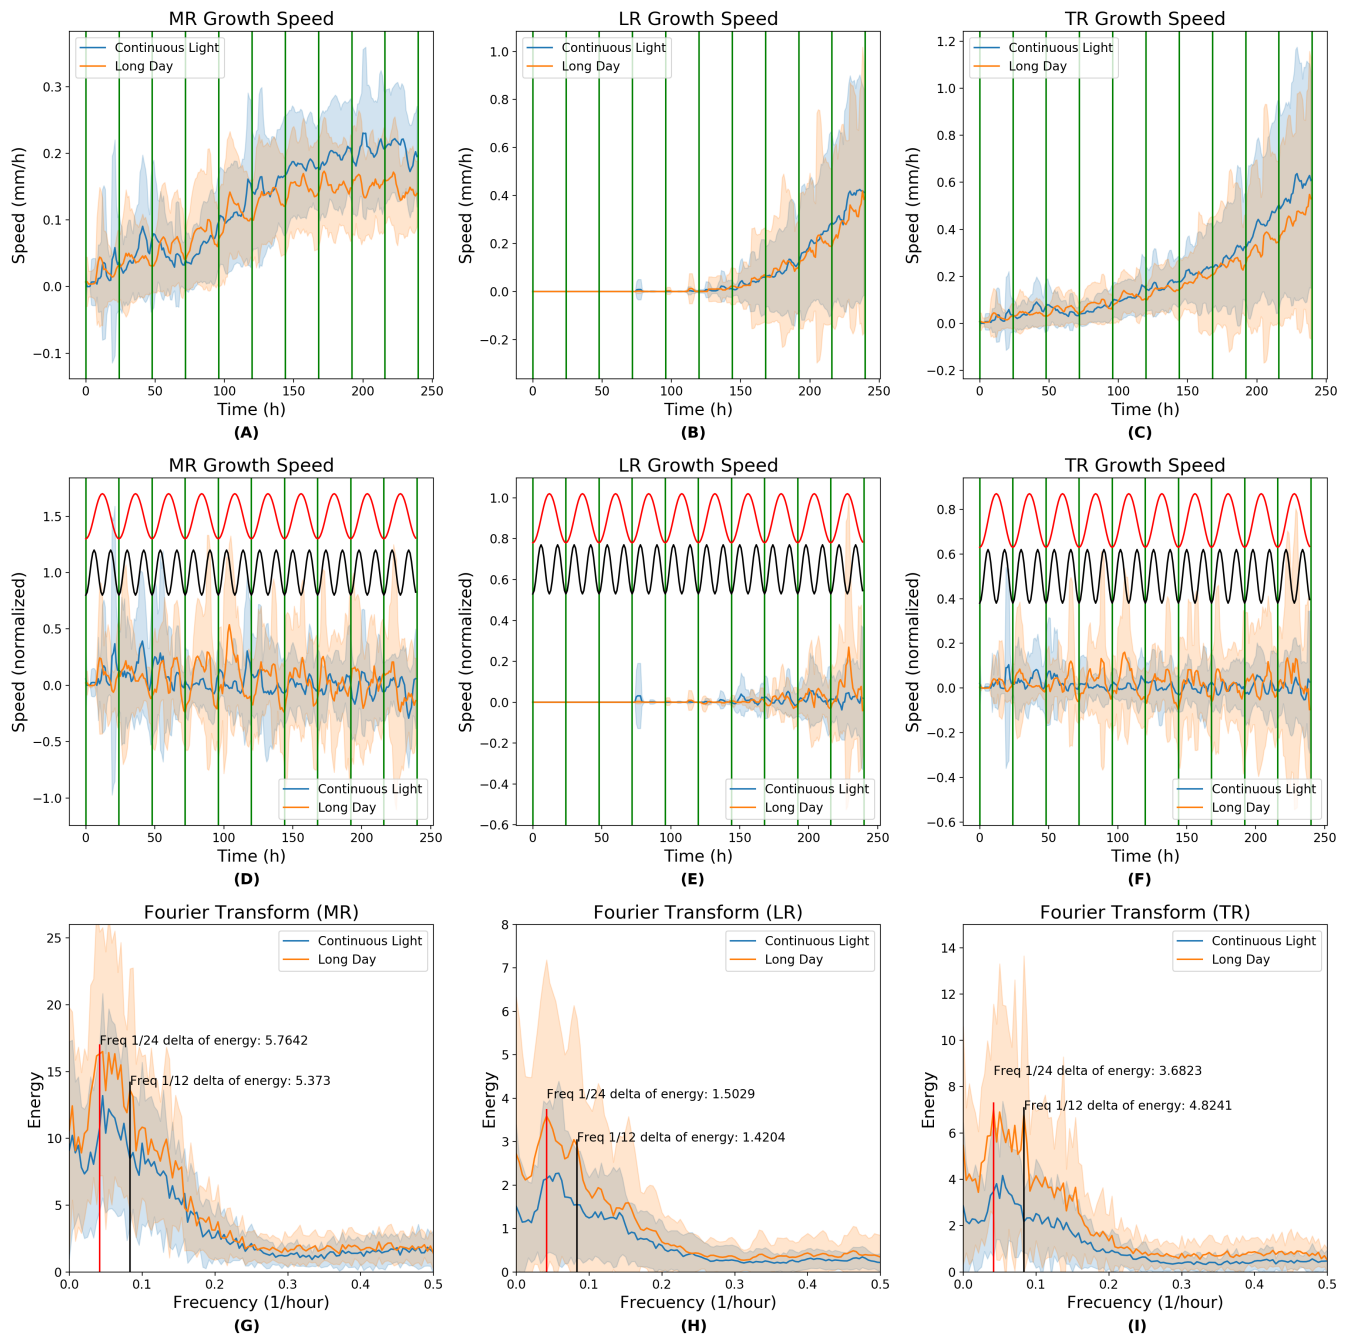 MR Growth Speed
Continuous Light
Long Day
Speed (mm/h)
0.3
0.2
0.1
0.0
−0.1
0 50 100 150 200 250
Time (h)
(A)
LR Growth Speed
Continuous Light
Long Day
Speed (mm/h)
1.0
0.8
0.6
0.4
0.2
0.0
−0.2
0 50 100 150 200 250
Time (h)
(B)
TR Growth Speed
Continuous Light
Long Day
Speed (mm/h)
1.2
1.0
0.8
0.6
0.4
0.2
0.0
−0.2
0 50 100 150 200 250
Time (h)
(C)
MR Growth Speed
Speed (normalized)
1.5
1.0
0.5
0.0
−0.5
−1.0
Continuous Light
Long Day
0 50 100 150 200 250
Time (h)
(D)
LR Growth Speed
Speed (normalized)
1.0
0.8
0.6
0.4
0.2
0.0
−0.2
−0.4
−0.6
Continuous Light
Long Day
0 50 100 150 200 250
Time (h)
(E)
TR Growth Speed
Speed (normalized)
0.8
0.6
0.4
0.2
0.0
−0.2
−0.4
−0.6
Continuous Light
Long Day
0 50 100 150 200 250
Time (h)
(F)
Fourier Transform (MR)
Continuous Light
Long Day
Energy
25
20
15
10
5
0
Freq 1/24 delta of energy: 5.7642
Freq 1/12 delta of energy: 5.373
0.0 0.1 0.2 0.3 0.4 0.5
Frecuency (1/hour)
(G)
Fourier Transform (LR)
Continuous Light
Long Day
Energy
8
7
6
5
4
3
2
1
0
Freq 1/24 delta of energy: 1.5029
Freq 1/12 delta of energy: 1.4204
0.0 0.1 0.2 0.3 0.4 0.5
Frecuency (1/hour)
(H)
Fourier Transform (TR)
Continuous Light
Long Day
Energy
14
12
10
8
6
4
2
0
Freq 1/24 delta of energy: 3.6823
Freq 1/12 delta of energy: 4.8241
0.0 0.1 0.2 0.3 0.4 0.5
Frecuency (1/hour)
(I)